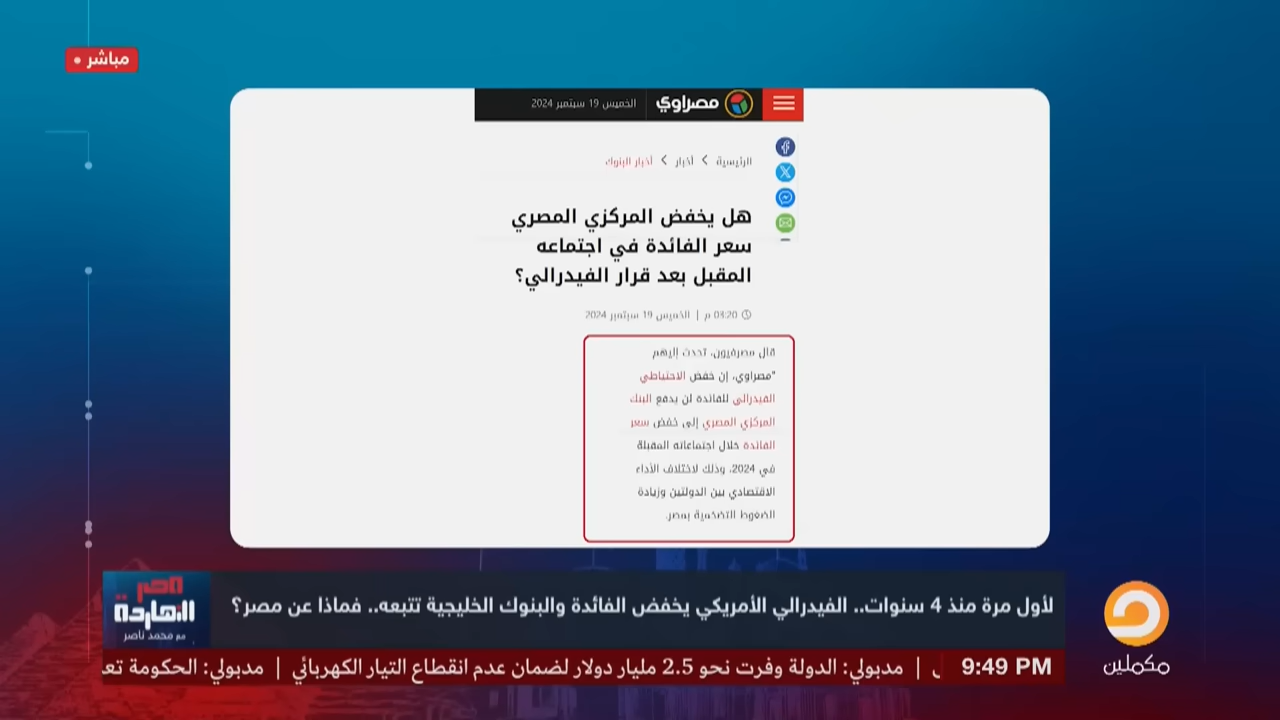 مباشر
مصراوي
الخميس 19 سبتمبر 2024
الرئيسية > أخبار > أخبار البنوك
هل يخفض المركزي المصري
سعر الفائدة في اجتماعه
المقبل بعد قرار الفيدرالي؟
03:20 م | الخميس 19 سبتمبر 2024
قال مصرفيون، تحدث إليهم
"مصراوي، إن خفض الاحتياطي
الفيدرالي للفائدة لن يدفع البنك
المركزي المصري إلى خفض سعر
الفائدة خلال اجتماعاته المقبلة
في 2024، وذلك لاختلاف الأداء
الاقتصادي بين الدولتين وزيادة
الضغوط التضخمية بمصر.
لأول مرة منذ 4 سنوات.. الفيدرالي الأمريكي يخفض الفائدة والبنوك الخليجية تتبعه.. فماذا عن مصر؟
مصر
النهاردة
مع محمد ناصر
9:49 PM
| مدبولي: الدولة وفرت نحو 2.5 مليار دولار لضمان عدم انقطاع التيار الكهربائي | مدبولي: الحكومة
مكملين